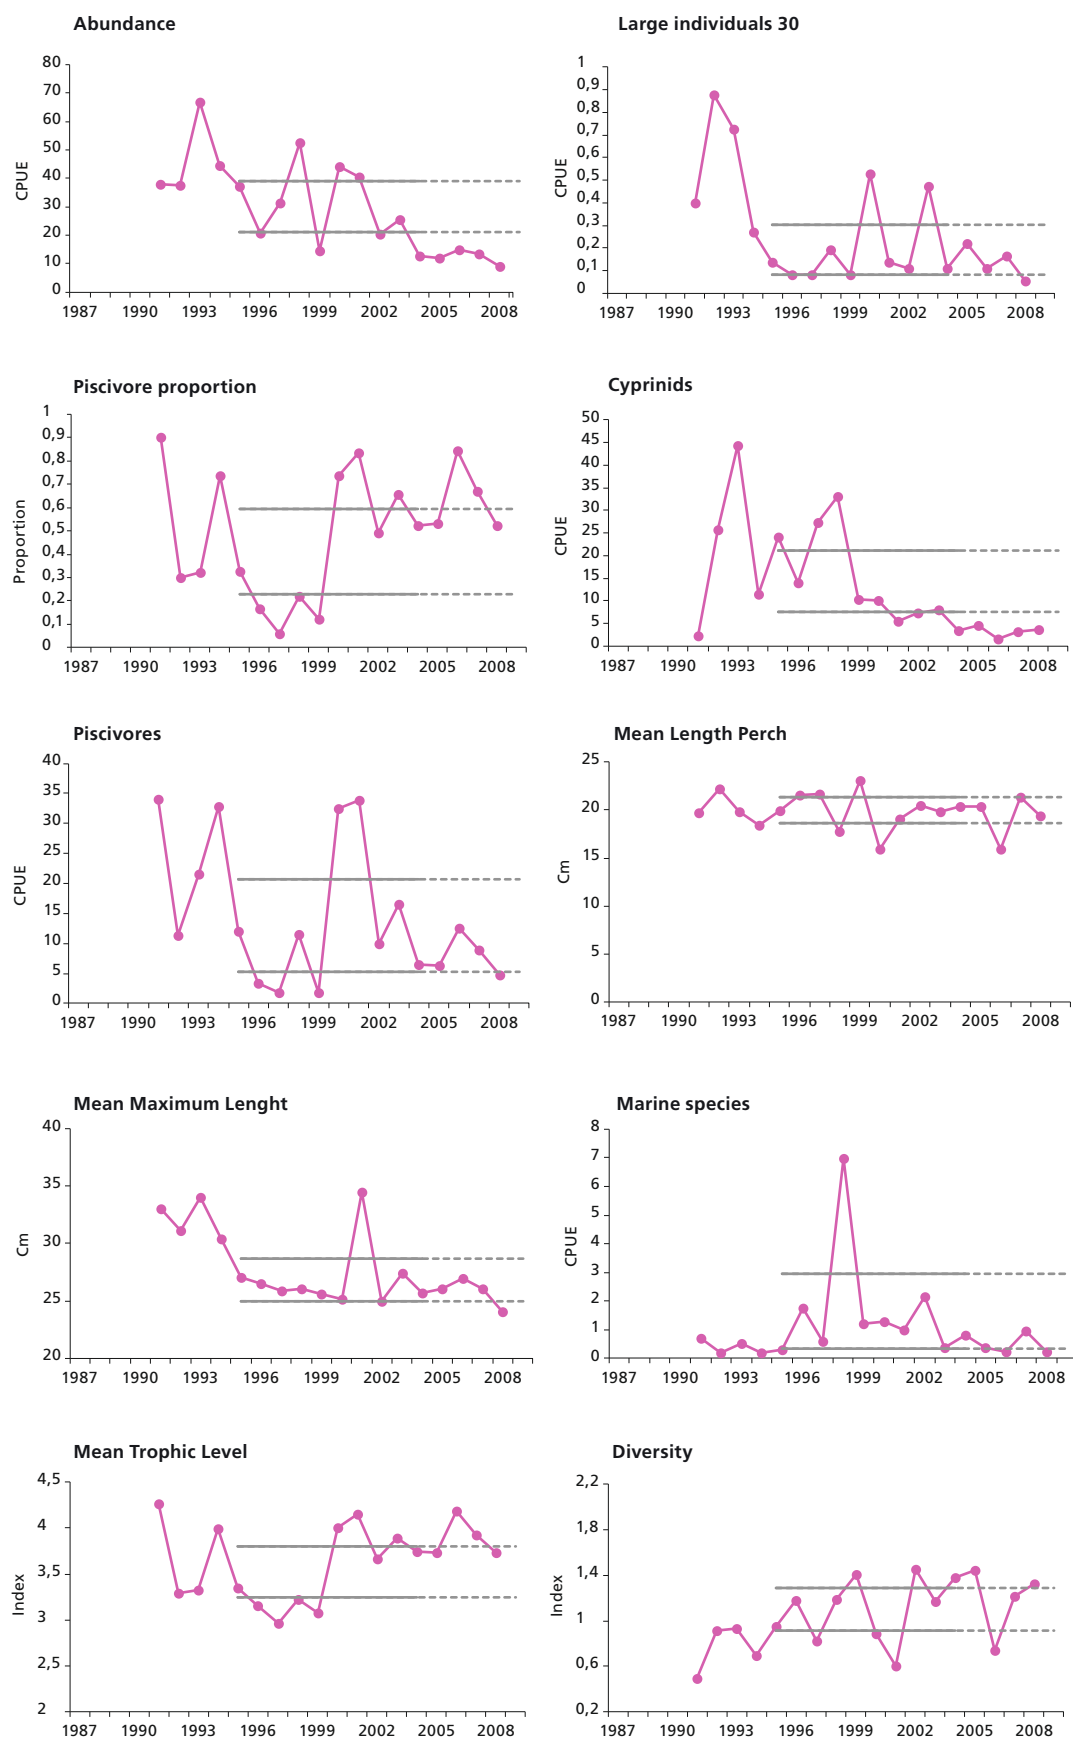 Abundance
80
70
60
50
40
30
20
10
0
CPUE
1987 1990 1993 1996 1999 2002 2005 2008
Large individuals 30
1
0,9
0,8
0,7
0,6
0,5
0,4
0,3
0,2
0,1
0
CPUE
1987 1990 1993 1996 1999 2002 2005 2008
Piscivore proportion
1
0,9
0,8
0,7
0,6
0,5
0,4
0,3
0,2
0,1
0
Proportion
1987 1990 1993 1996 1999 2002 2005 2008
Cyprinids
50
45
40
35
30
25
20
15
10
5
0
CPUE
1987 1990 1993 1996 1999 2002 2005 2008
Piscivores
40
35
30
25
20
15
10
5
0
CPUE
1987 1990 1993 1996 1999 2002 2005 2008
Mean Length Perch
25
20
15
10
5
0
Cm
1987 1990 1993 1996 1999 2002 2005 2008
Mean Maximum Lenght
40
35
30
25
20
Cm
1987 1990 1993 1996 1999 2002 2005 2008
Marine species
8
7
6
5
4
3
2
1
0
CPUE
1987 1990 1993 1996 1999 2002 2005 2008
Mean Trophic Level
4,5
4
3,5
3
2,5
2
Index
1987 1990 1993 1996 1999 2002 2005 2008
Diversity
2,2
1,8
1,4
1
0,6
0,2
Index
1987 1990 1993 1996 1999 2002 2005 2008